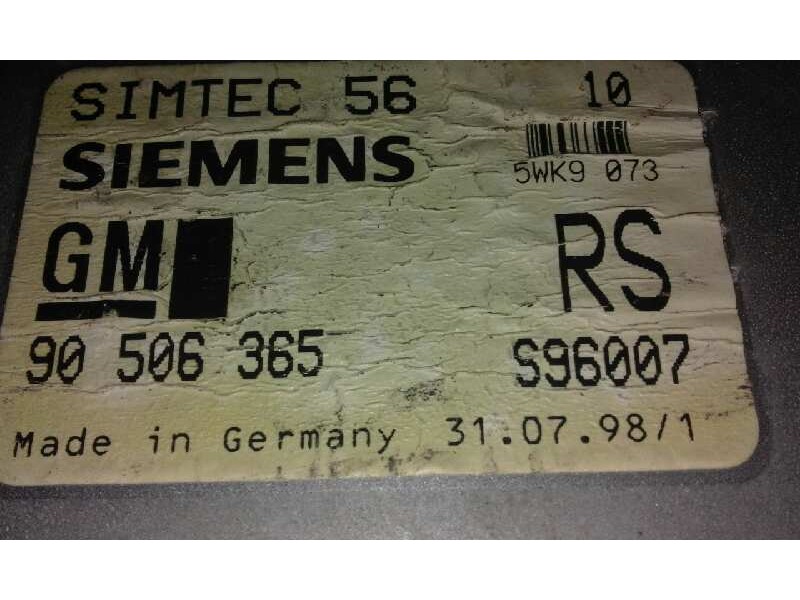 SIMTEC 56 10
SIEMENS
5WK9 073
GM RS
90 506 365 S96007
Made in Germany 31.07.98/1